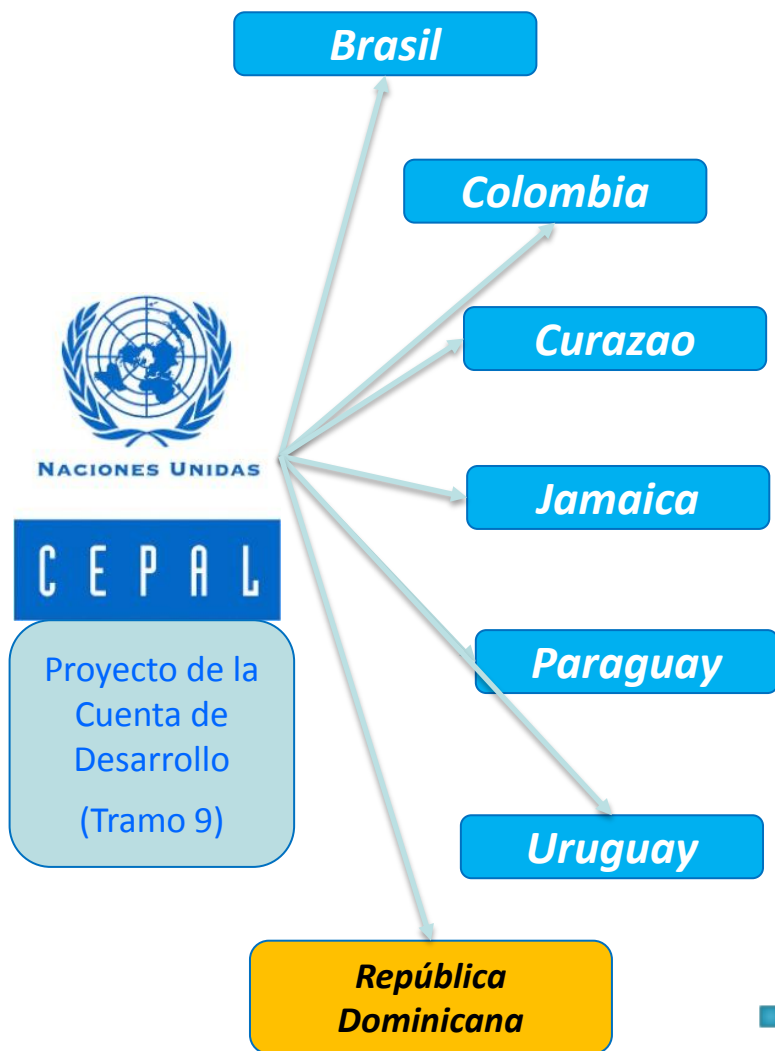 Brasil
Colombia
Curazao
NACIONES UNIDAS
Jamaica
CEPAL
Proyecto de la
Cuenta de
Desarrollo
(Tramo 9)
Paraguay
Uruguay
República
Dominicana